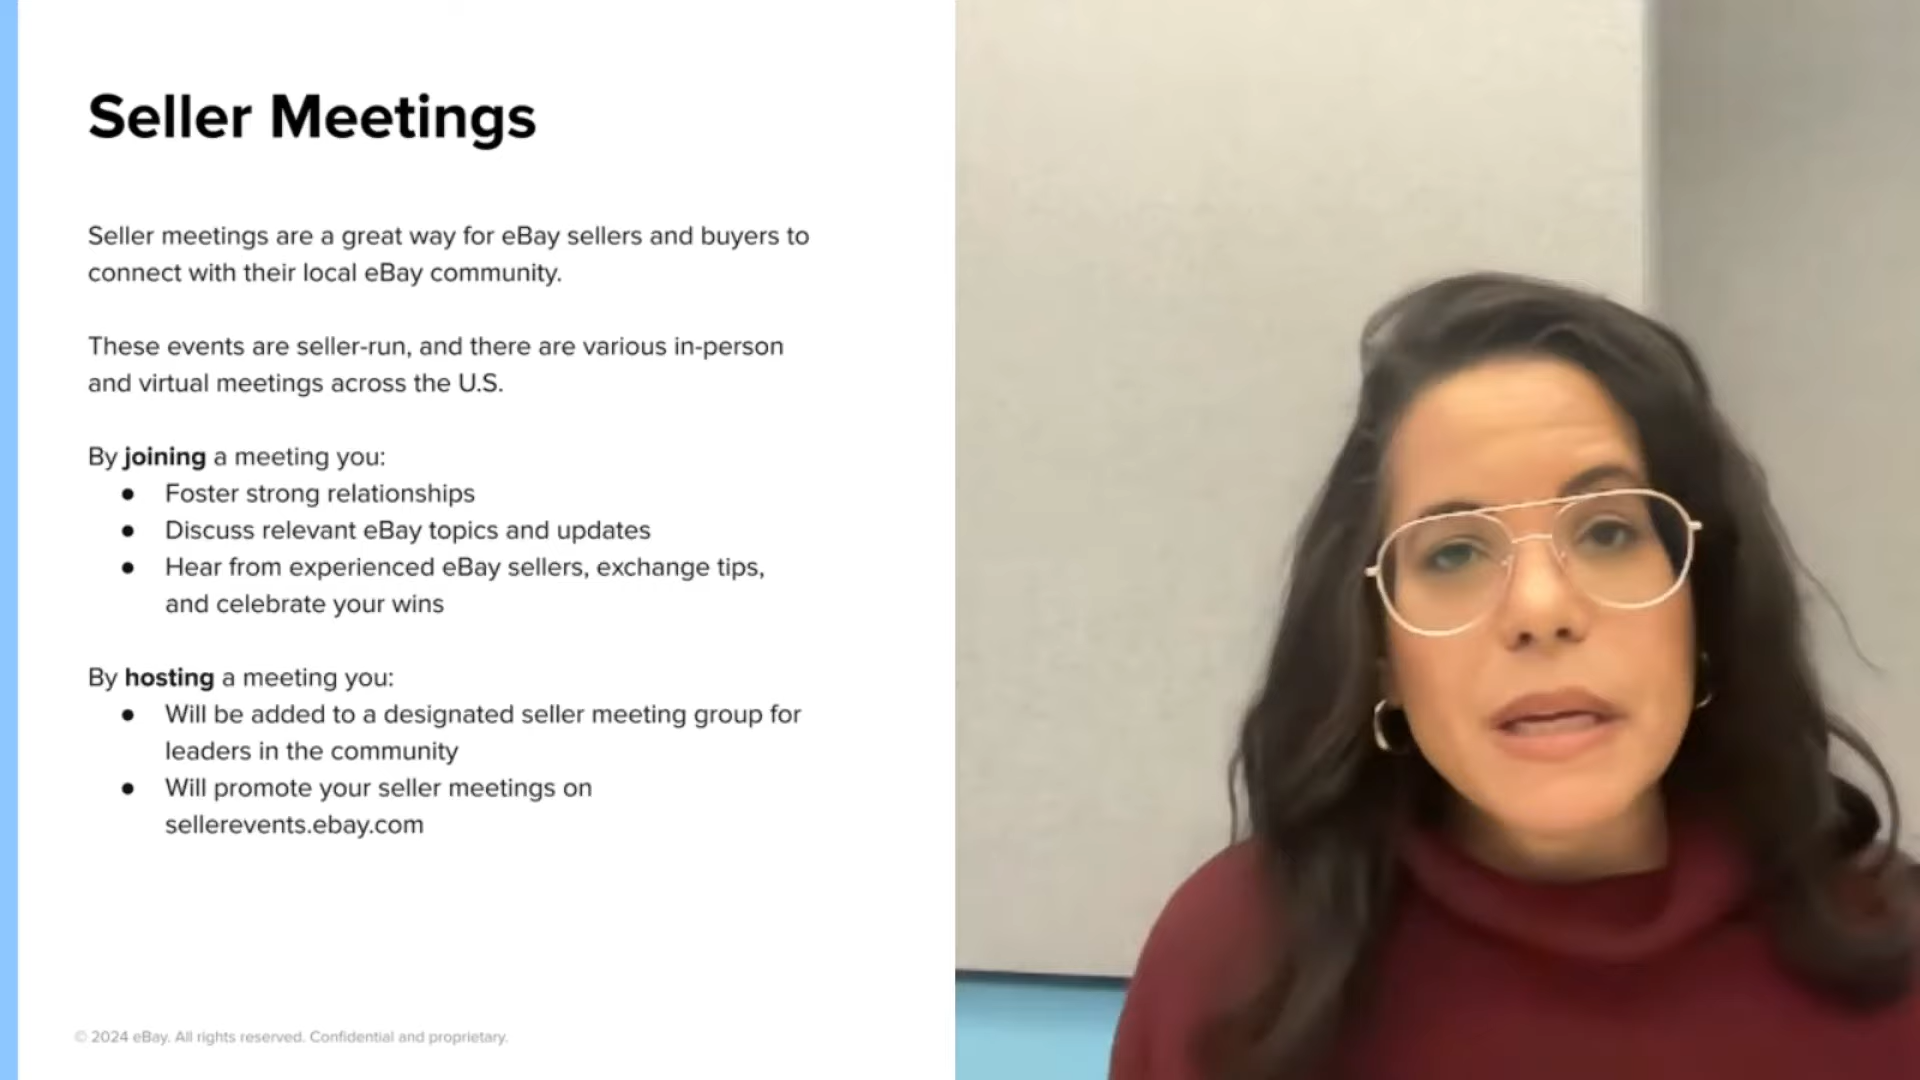 Seller Meetings
Seller meetings are a great way for eBay sellers and buyers to
connect with their local eBay community.
These events are seller-run, and there are various in-person
and virtual meetings across the U.S.
By joining a meeting you:
● Foster strong relationships
● Discuss relevant eBay topics and updates
● Hear from experienced eBay sellers, exchange tips,
and celebrate your wins
By hosting a meeting you:
● Will be added to a designated seller meeting group for
leaders in the community
● Will promote your seller meetings on
sellerevents.ebay.com
© 2024 eBay. All rights reserved. Confidential and proprietary.